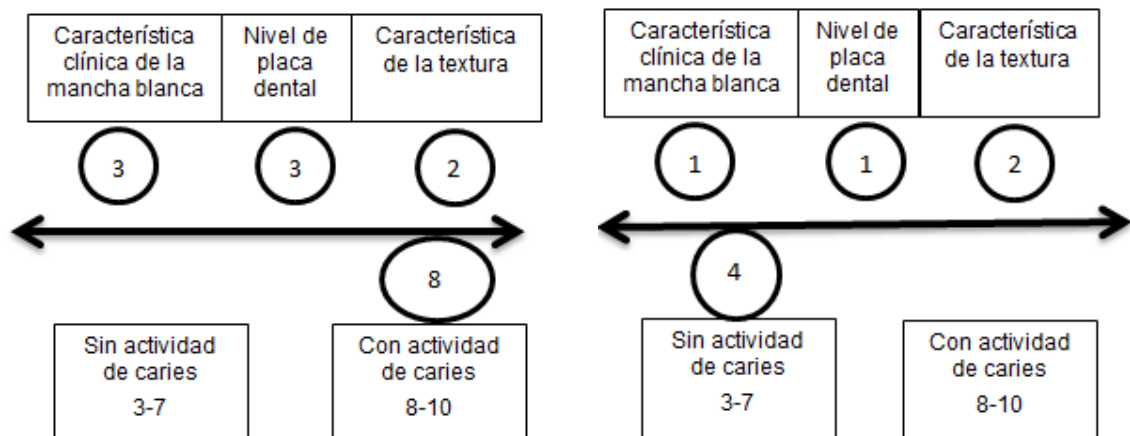 Característica
clínica de la
mancha blanca
Nivel de
placa
dental
Característica
de la textura
3
3
2
8
Sin actividad
de caries
3-7
Con actividad
de caries
8-10
Característica
clínica de la
mancha blanca
Nivel de
placa
dental
Característica
de la textura
1
1
2
4
Sin actividad
de caries
3-7
Con actividad
de caries
8-10